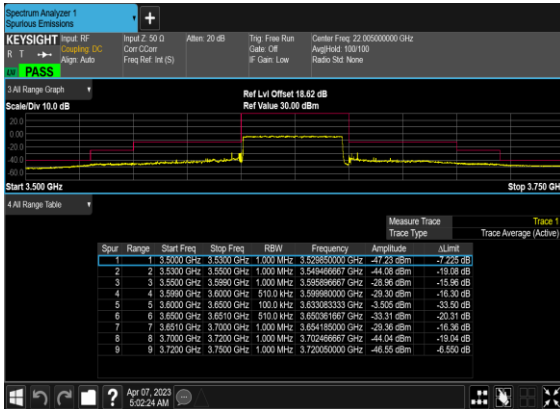 Spectrum Analyzer 1
Spurious Emissions
KEYSIGHT Input: RF Input Z: 50 Ω Atten: 20 dB Trig: Free Run Center Freq: 22.005000000 GHz
R T Coupling: DC Corr CCorr Gate: Off Avg|Hold: 100/100
Align: Auto Freq Ref: Int (S) IF Gain: Low Radio Std: None
PASS
3 All Range Graph
Ref Lvl Offset 18.62 dB
Scale/Div 10.0 dB Ref Value 30.00 dBm
20.0
0.00
-20.0
-40.0
-60.0
Start 3.500 GHz Stop 3.750 GH
4 All Range Table
Measure Trace Trace 1
Trace Type Trace Average (Active)
Spur Range Start Freq Stop Freq RBW Frequency Amplitude ΔLimit
1 1 3.5000 GHz 3.5300 GHz 1.000 MHz 3.529850000 GHz -47.23 dBm -7.225 dB
2 2 3.5300 GHz 3.5500 GHz 1.000 MHz 3.549466667 GHz -44.08 dBm -19.08 dB
3 3 3.5500 GHz 3.5990 GHz 1.000 MHz 3.595896667 GHz -28.96 dBm -15.96 dB
4 4 3.5990 GHz 3.6000 GHz 510.0 kHz 3.599980000 GHz -29.30 dBm -16.30 dB
5 5 3.6000 GHz 3.6500 GHz 100.0 kHz 3.633083333 GHz -3.505 dBm -33.50 dB
6 6 3.6500 GHz 3.6510 GHz 510.0 kHz 3.650361667 GHz -33.31 dBm -20.31 dB
7 7 3.6510 GHz 3.7000 GHz 1.000 MHz 3.654185000 GHz -29.36 dBm -16.36 dB
8 8 3.7000 GHz 3.7200 GHz 1.000 MHz 3.702466667 GHz -44.04 dBm -19.04 dB
9 9 3.7200 GHz 3.7500 GHz 1.000 MHz 3.720050000 GHz -46.55 dBm -6.550 dB
Apr 07, 2023
5:02:24 AM